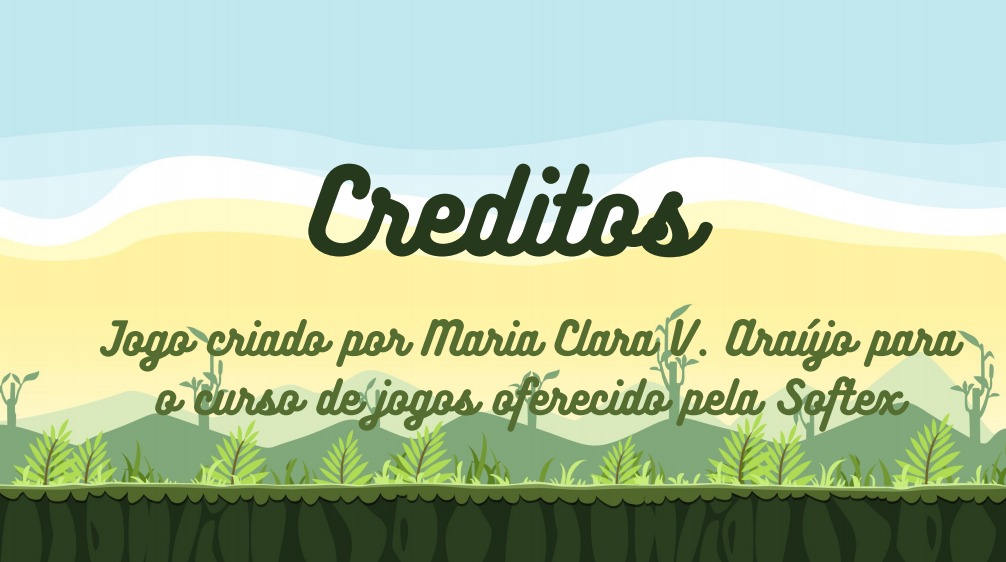 Creditos
Jogo criado por Maria Clara V. Araújo para
o curso de jogos oferecido pela Softex